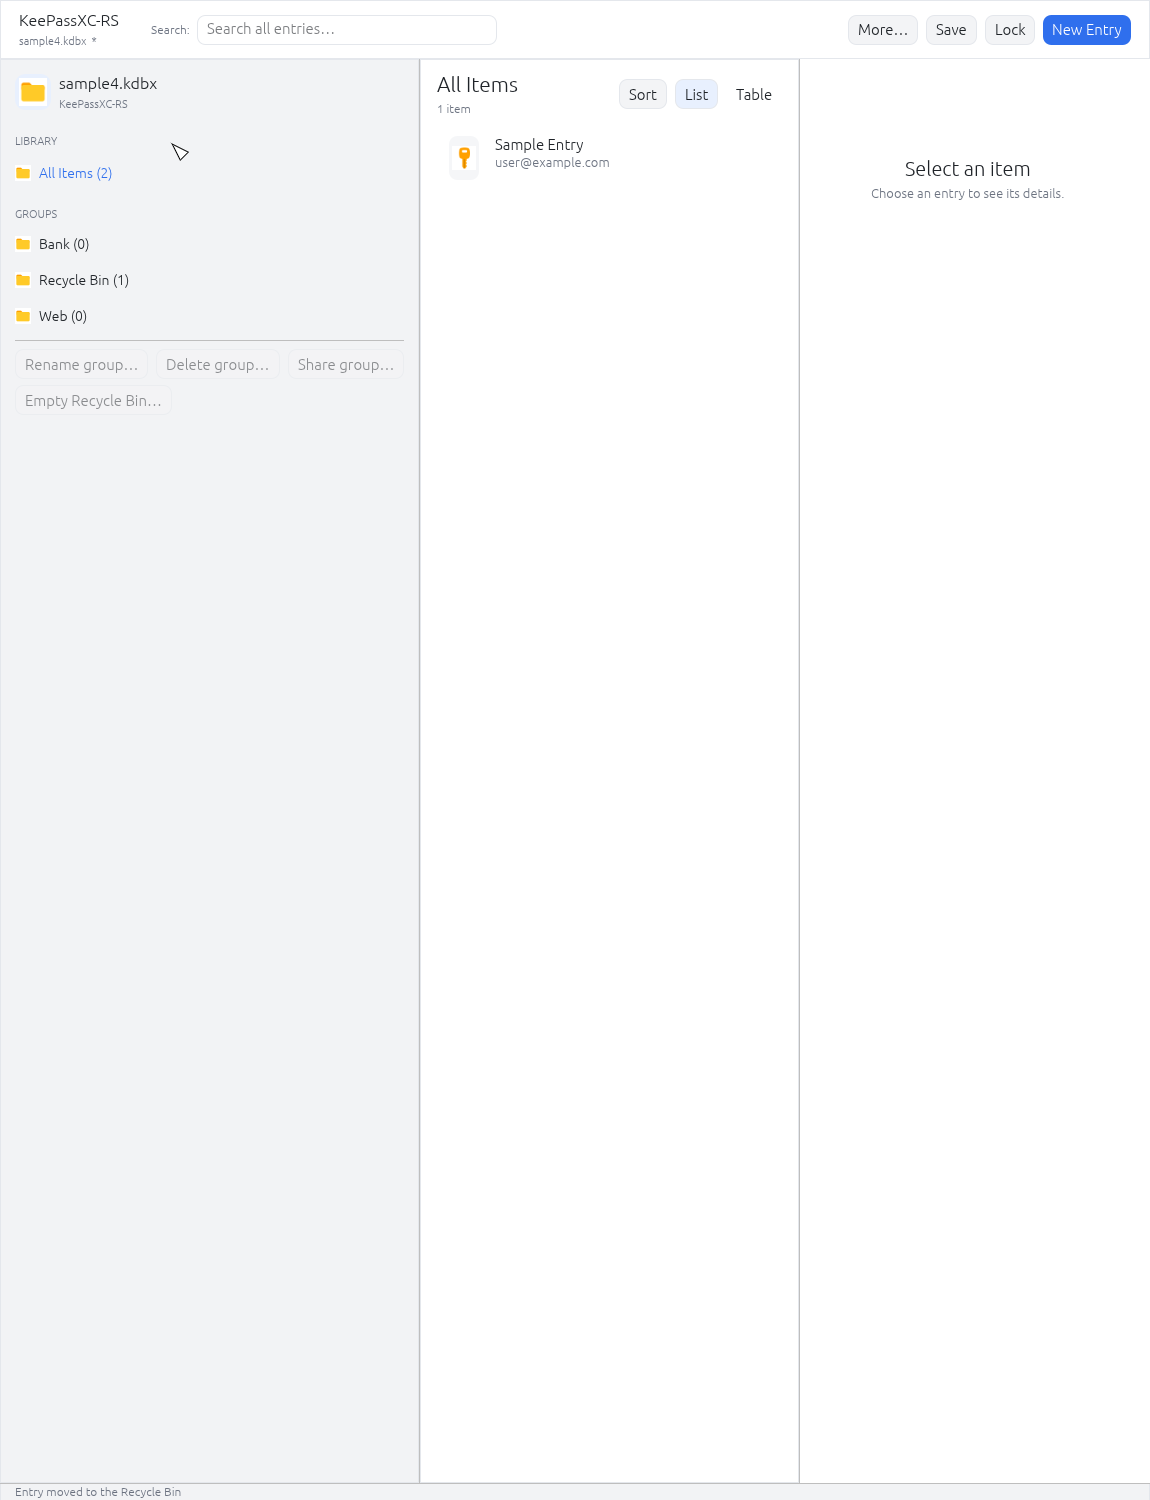 KeePassXC-RS
sample4.kdbx *
Search:
Search all entries…
More…
Save
Lock
New Entry
sample4.kdbx
KeePassXC-RS
LIBRARY
All Items (2)
GROUPS
Bank (0)
Recycle Bin (1)
Web (0)
Rename group…
Delete group…
Share group…
Empty Recycle Bin…
All Items
1 item
Sort
List
Table
Sample Entry
user@example.com
Select an item
Choose an entry to see its details.
Entry moved to the Recycle Bin